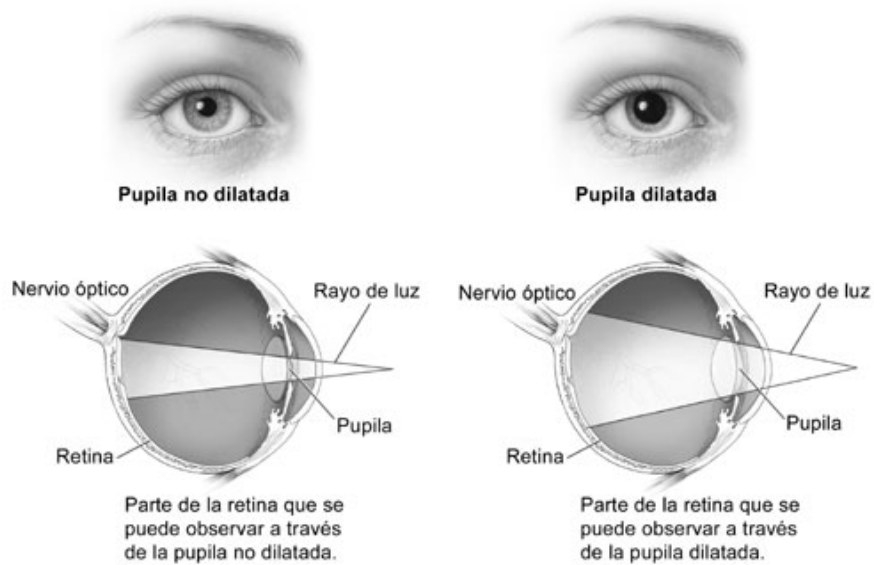 Pupila no dilatada
Pupila dilatada
Nervio óptico
Rayo de luz
Pupila
Retina
Parte de la retina que se
puede observar a través
de la pupila no dilatada.
Nervio óptico
Rayo de luz
Pupila
Retina
Parte de la retina que se
puede observar a través
de la pupila dilatada.